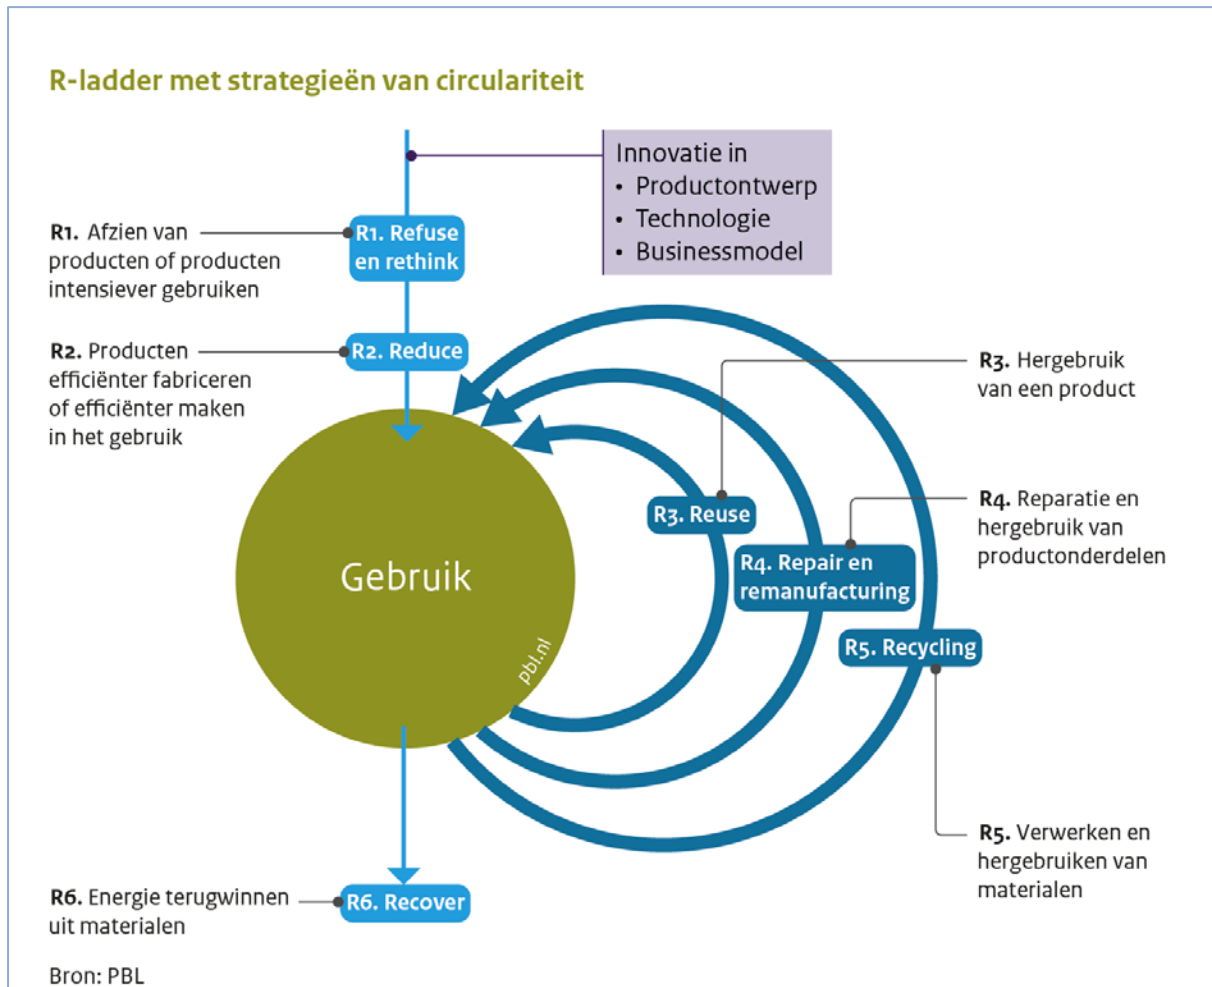 R-ladder met strategieën van circulariteit
Innovatie in
• Productontwerp
• Technologie
• Businessmodel
R1. Afzien van
producten of producten
intensiever gebruiken
R1. Refuse
en rethink
R2. Producten
efficiënter fabriceren
of efficiënter maken
in het gebruik
R2. Reduce
R3. Hergebruik
van een product
R3. Reuse
R4. Reparatie en
hergebruik van
productonderdelen
R4. Repair en
remanufacturing
Gebruik
pbl.nl
R5. Recycling
R5. Verwerken en
hergebruiken van
materialen
R6. Energie terugwinnen
uit materialen
R6. Recover
Bron: PBL